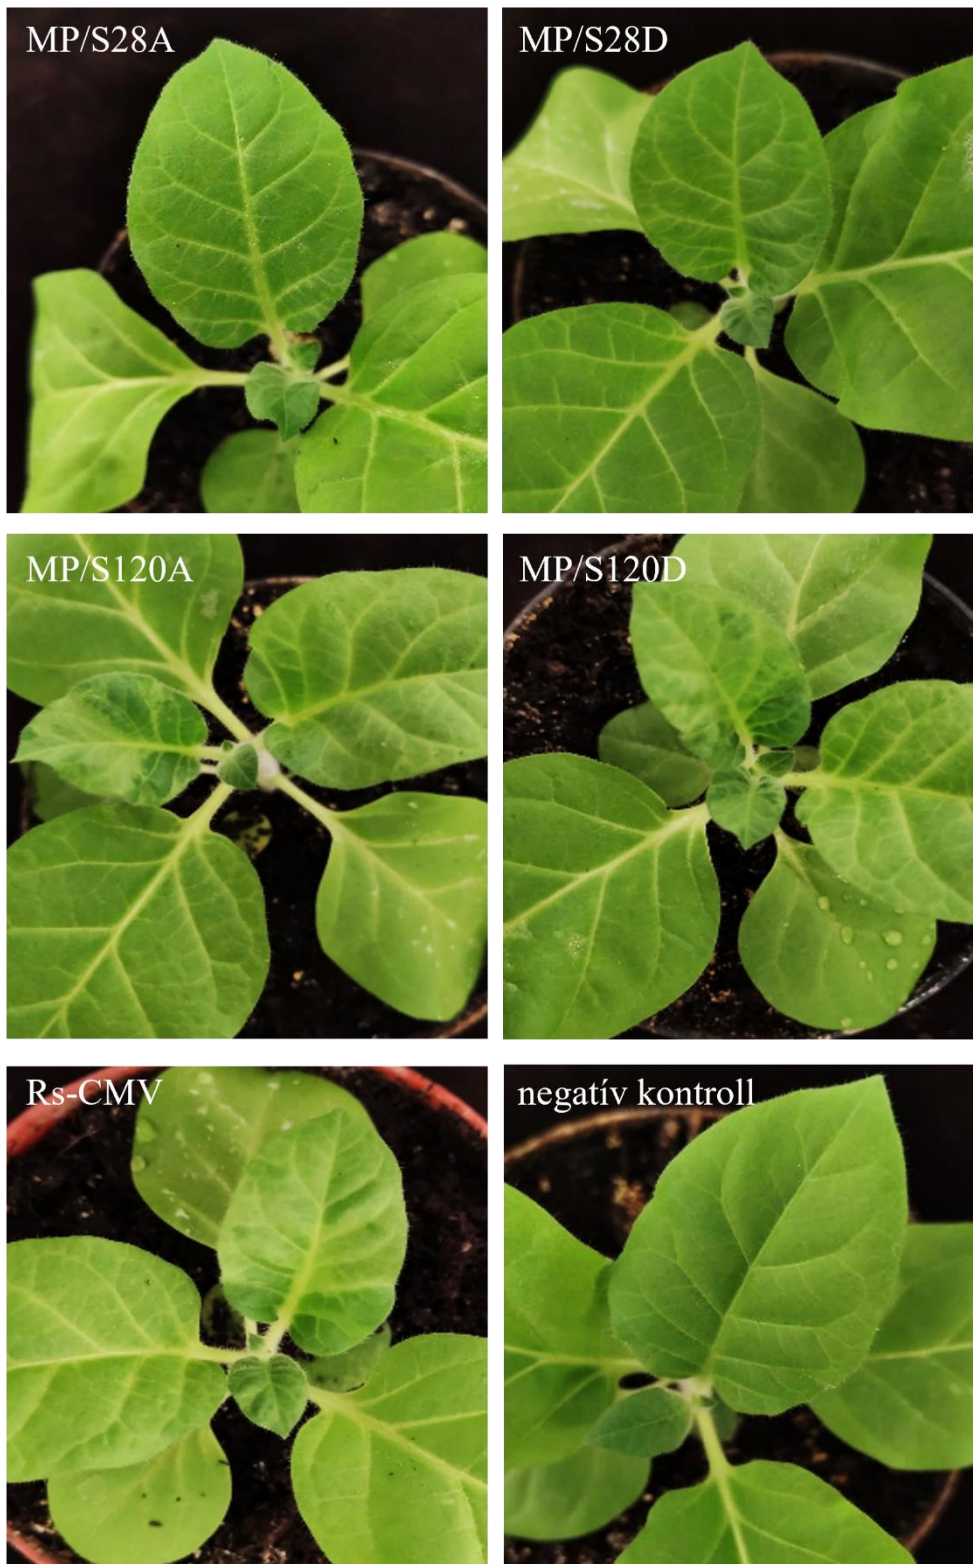 MP/S28A
MP/S28D
MP/S120A
MP/S120D
Rs-CMV
negatív kontroll